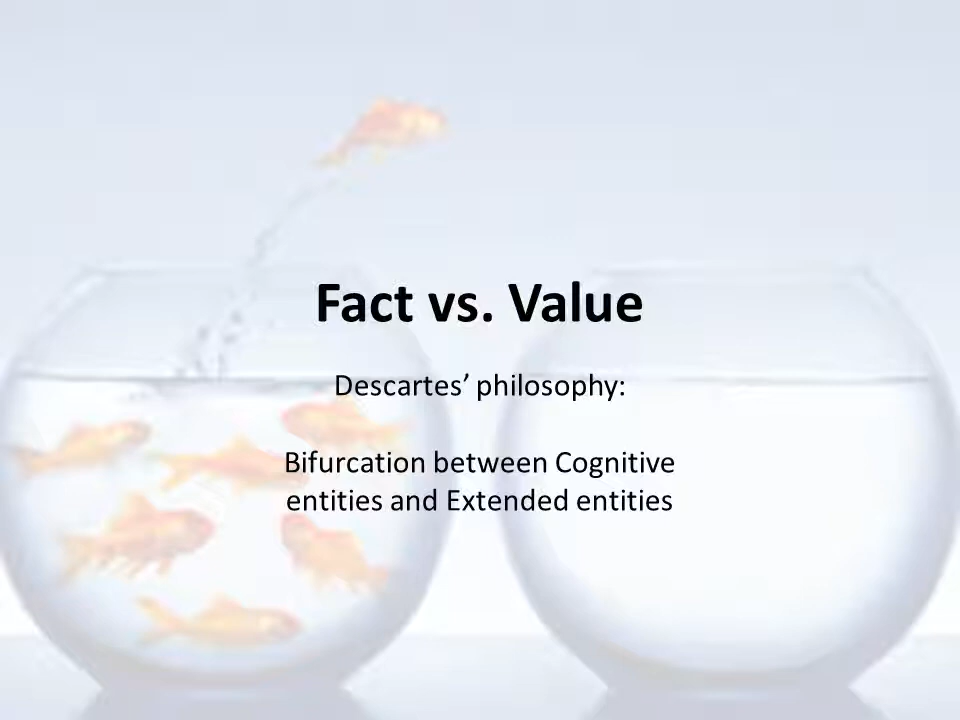 Fact vs. Value
Descartes’ philosophy:
Bifurcation between Cognitive
entities and Extended entities